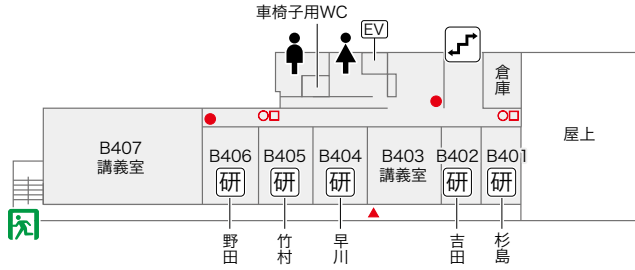 車椅子用WC
EV
倉庫
屋上
B407
講義室
B406
研
B405
研
B404
研
B403
講義室
B402
研
B401
研
野田
竹村
早川
吉田
杉島